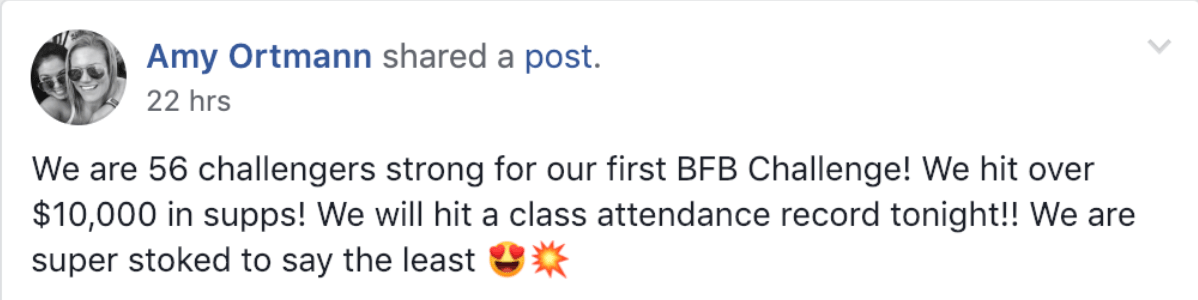 Amy Ortmann shared a post.
22 hrs
We are 56 challengers strong for our first BFB Challenge! We hit over
$10,000 in supps! We will hit a class attendance record tonight!! We are
super stoked to say the least 😍💥